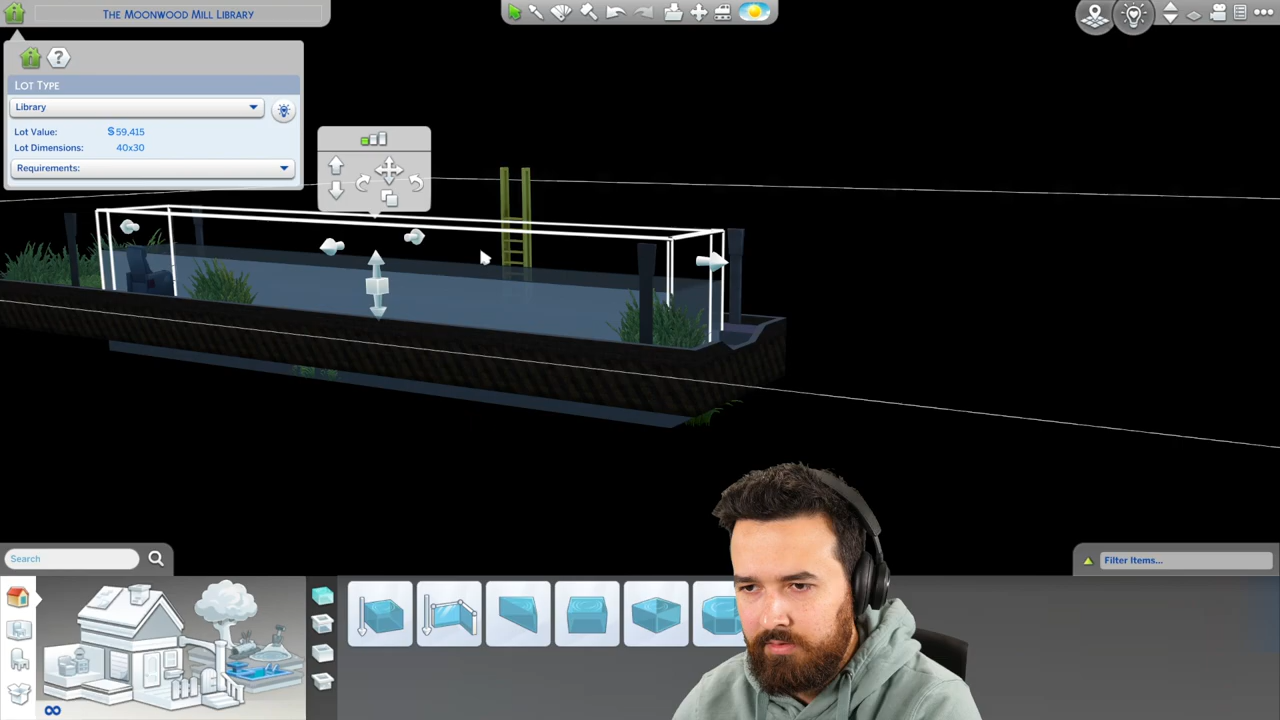 THE MOONWOOD MILL LIBRARY
LOT TYPE
Library
Lot Value: $59,415
Lot Dimensions: 40x30
Requirements:
Search
Filter Items...